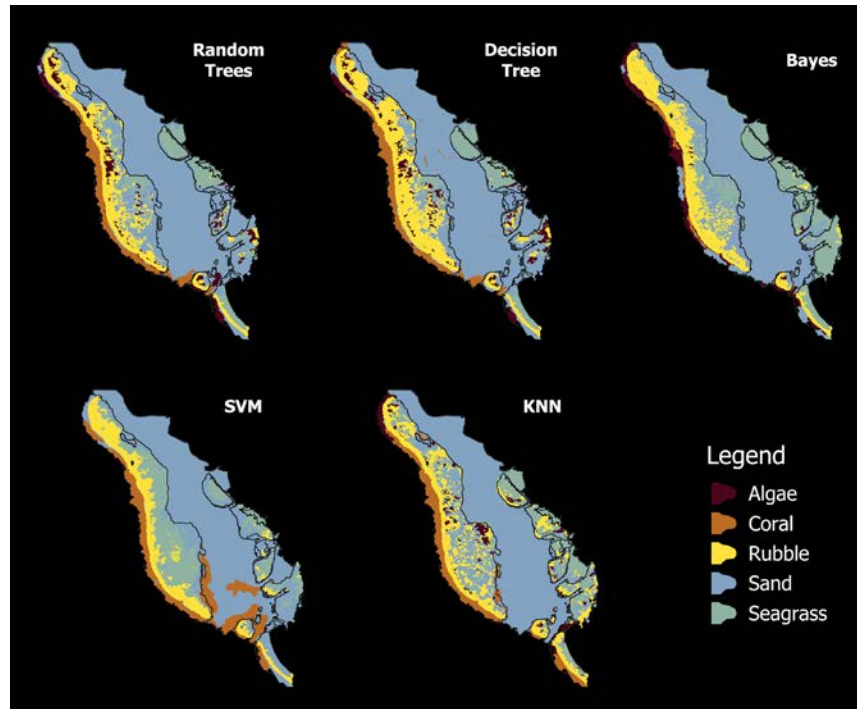 Random
Trees
Decision
Tree
Bayes
SVM
KNN
Legend
Algae
Coral
Rubble
Sand
Seagrass